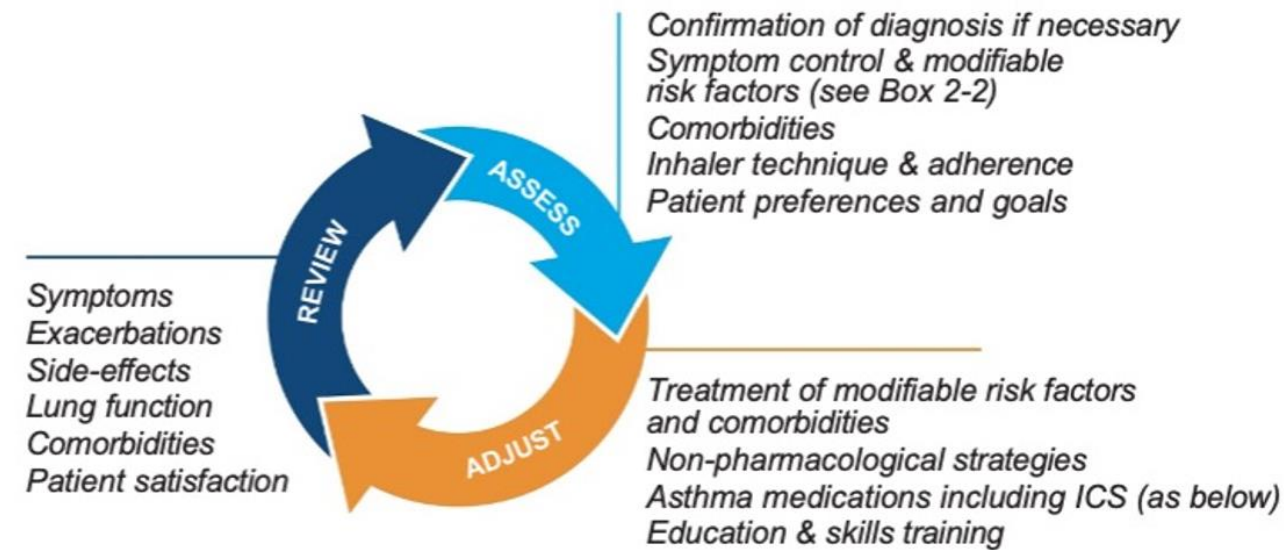 Confirmation of diagnosis if necessary
Symptom control & modifiable
risk factors (see Box 2-2)
Comorbidities
Inhaler technique & adherence
Patient preferences and goals
ASSESS
REVIEW
Symptoms
Exacerbations
Side-effects
Lung function
Comorbidities
Patient satisfaction
ADJUST
Treatment of modifiable risk factors
and comorbidities
Non-pharmacological strategies
Asthma medications including ICS (as below)
Education & skills training